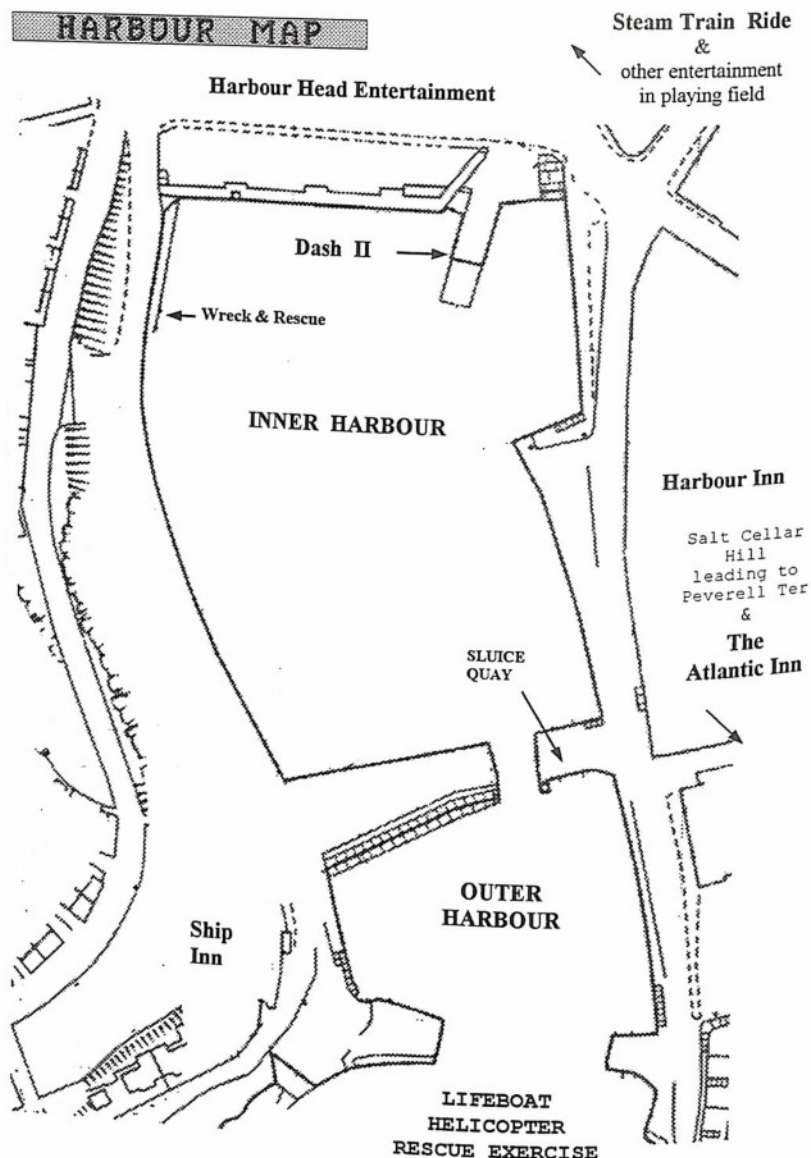 HARBOUR MAP
Steam Train Ride
&
other entertainment
in playing field
Harbour Head Entertainment
Dash II
Wreck & Rescue
INNER HARBOUR
Harbour Inn
Salt Cellar
Hill
leading to
Peverell Ter
&
The
Atlantic Inn
SLUICE
QUAY
OUTER
HARBOUR
Ship
Inn
LIFEBOAT
HELICOPTER
RESCUE EXERCISE